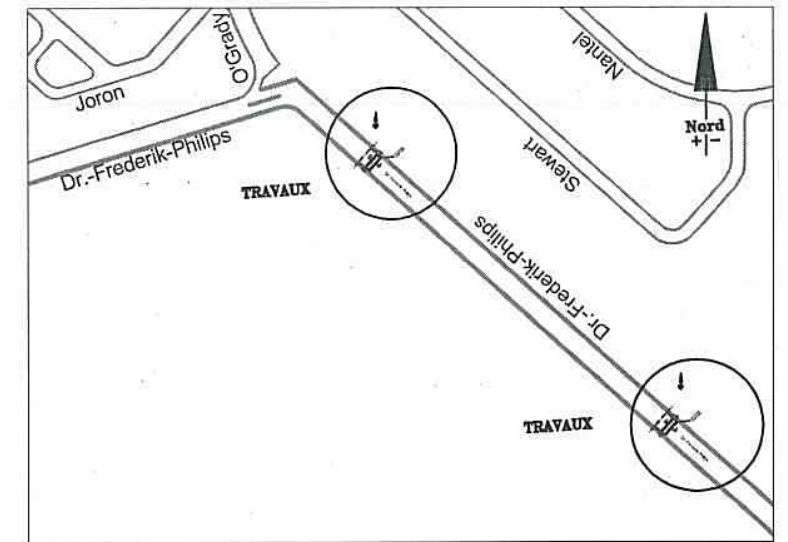 O'Grady
Joron
Nantel
Nord
+|-
Dr.-Frederik-Philips
TRAVAUX
Stewart
Dr.-Frederik-Philips
TRAVAUX